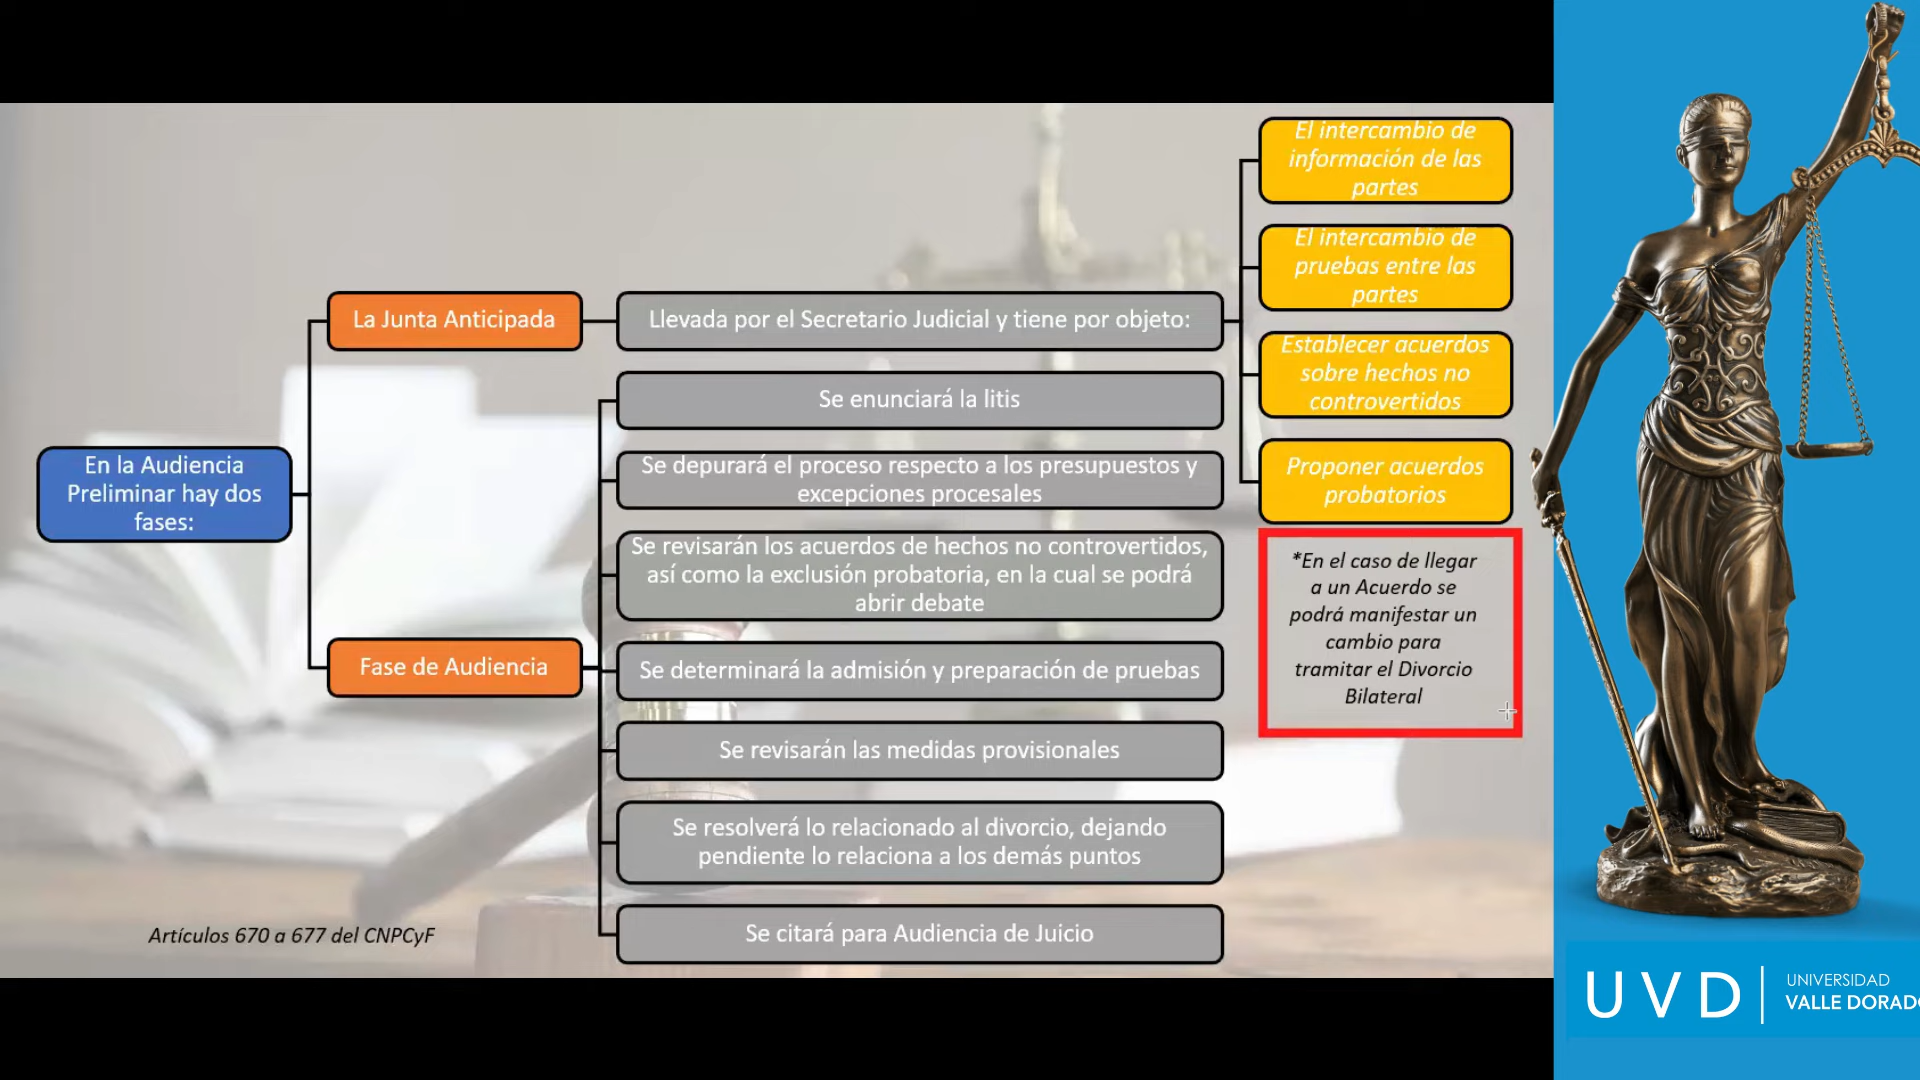 En la Audiencia
Preliminar hay dos
fases:
La Junta Anticipada
Llevada por el Secretario Judicial y tiene por objeto:
El intercambio de
información de las
partes
El intercambio de
pruebas entre las
partes
Establecer acuerdos
sobre hechos no
controvertidos
Proponer acuerdos
probatorios
*En el caso de llegar
a un Acuerdo se
podrá manifestar un
cambio para
tramitar el Divorcio
Bilateral
Fase de Audiencia
Se enunciará la litis
Se depurará el proceso respecto a los presupuestos y
excepciones procesales
Se revisarán los acuerdos de hechos no controvertidos,
así como la exclusión probatoria, en la cual se podrá
abrir debate
Se determinará la admisión y preparación de pruebas
Se revisarán las medidas provisionales
Se resolverá lo relacionado al divorcio, dejando
pendiente lo relaciona a los demás puntos
Se citará para Audiencia de Juicio
Artículos 670 a 677 del CNPCyF
UVD
UNIVERSIDAD
VALLE DORADO